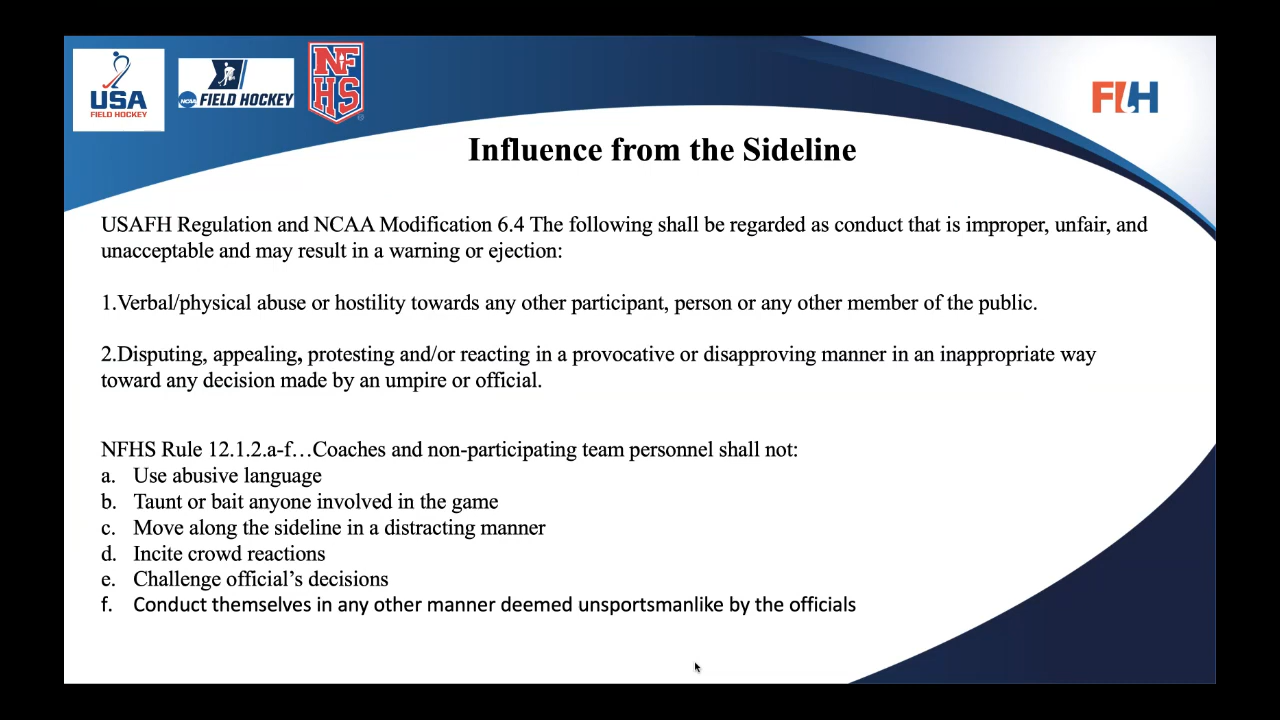 USA
FIELD HOCKEY
NCAA FIELD HOCKEY
NF
HS
®
FIH
Influence from the Sideline
USAFH Regulation and NCAA Modification 6.4 The following shall be regarded as conduct that is improper, unfair, and
unacceptable and may result in a warning or ejection:
1.Verbal/physical abuse or hostility towards any other participant, person or any other member of the public.
2.Disputing, appealing, protesting and/or reacting in a provocative or disapproving manner in an inappropriate way
toward any decision made by an umpire or official.
NFHS Rule 12.1.2.a-f…Coaches and non-participating team personnel shall not:
a. Use abusive language
b. Taunt or bait anyone involved in the game
c. Move along the sideline in a distracting manner
d. Incite crowd reactions
e. Challenge official’s decisions
f. Conduct themselves in any other manner deemed unsportsmanlike by the officials